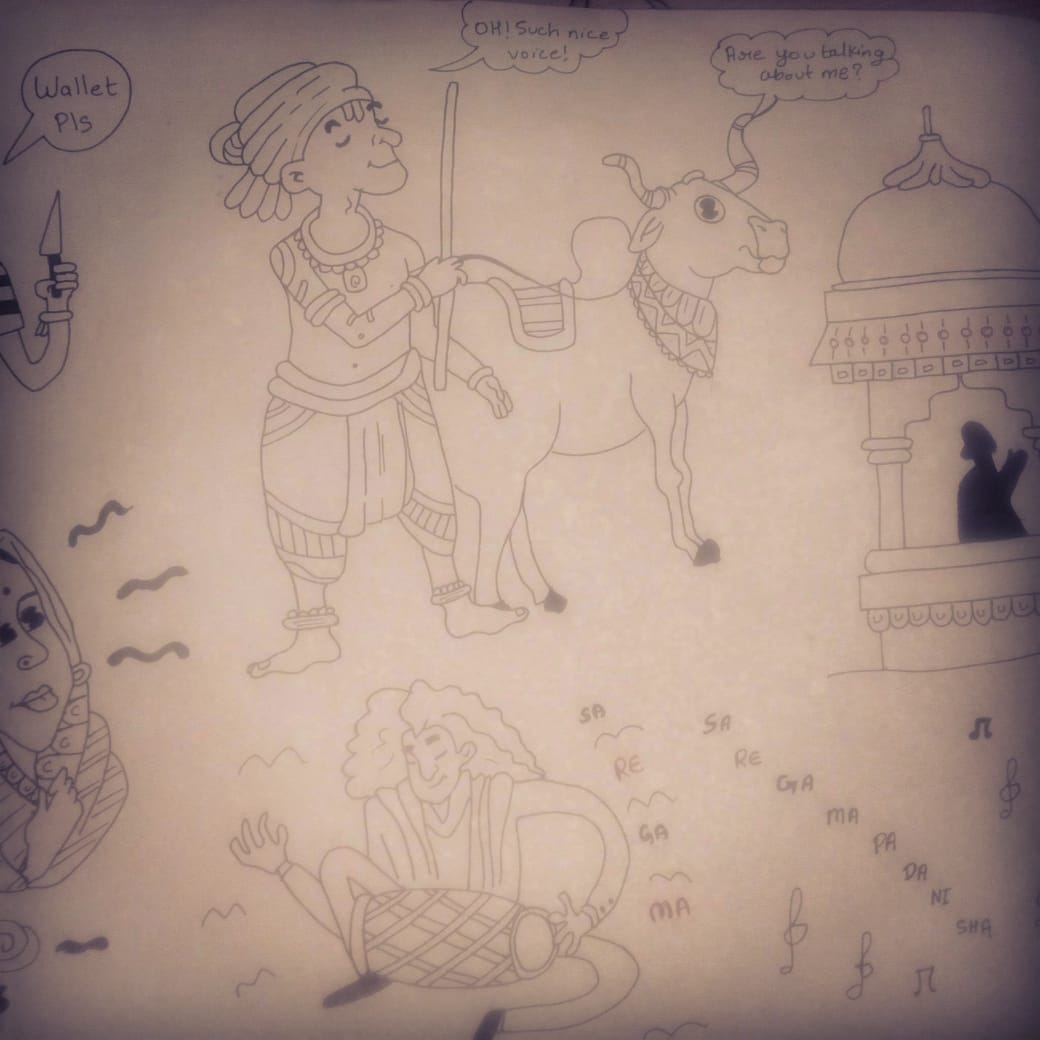 OH! Such nice
voice!
Are you talking
about me?
Wallet
Pls
SA
RE
GA
MA
SA
RE
GA
MA
PA
DA
NI
SHA